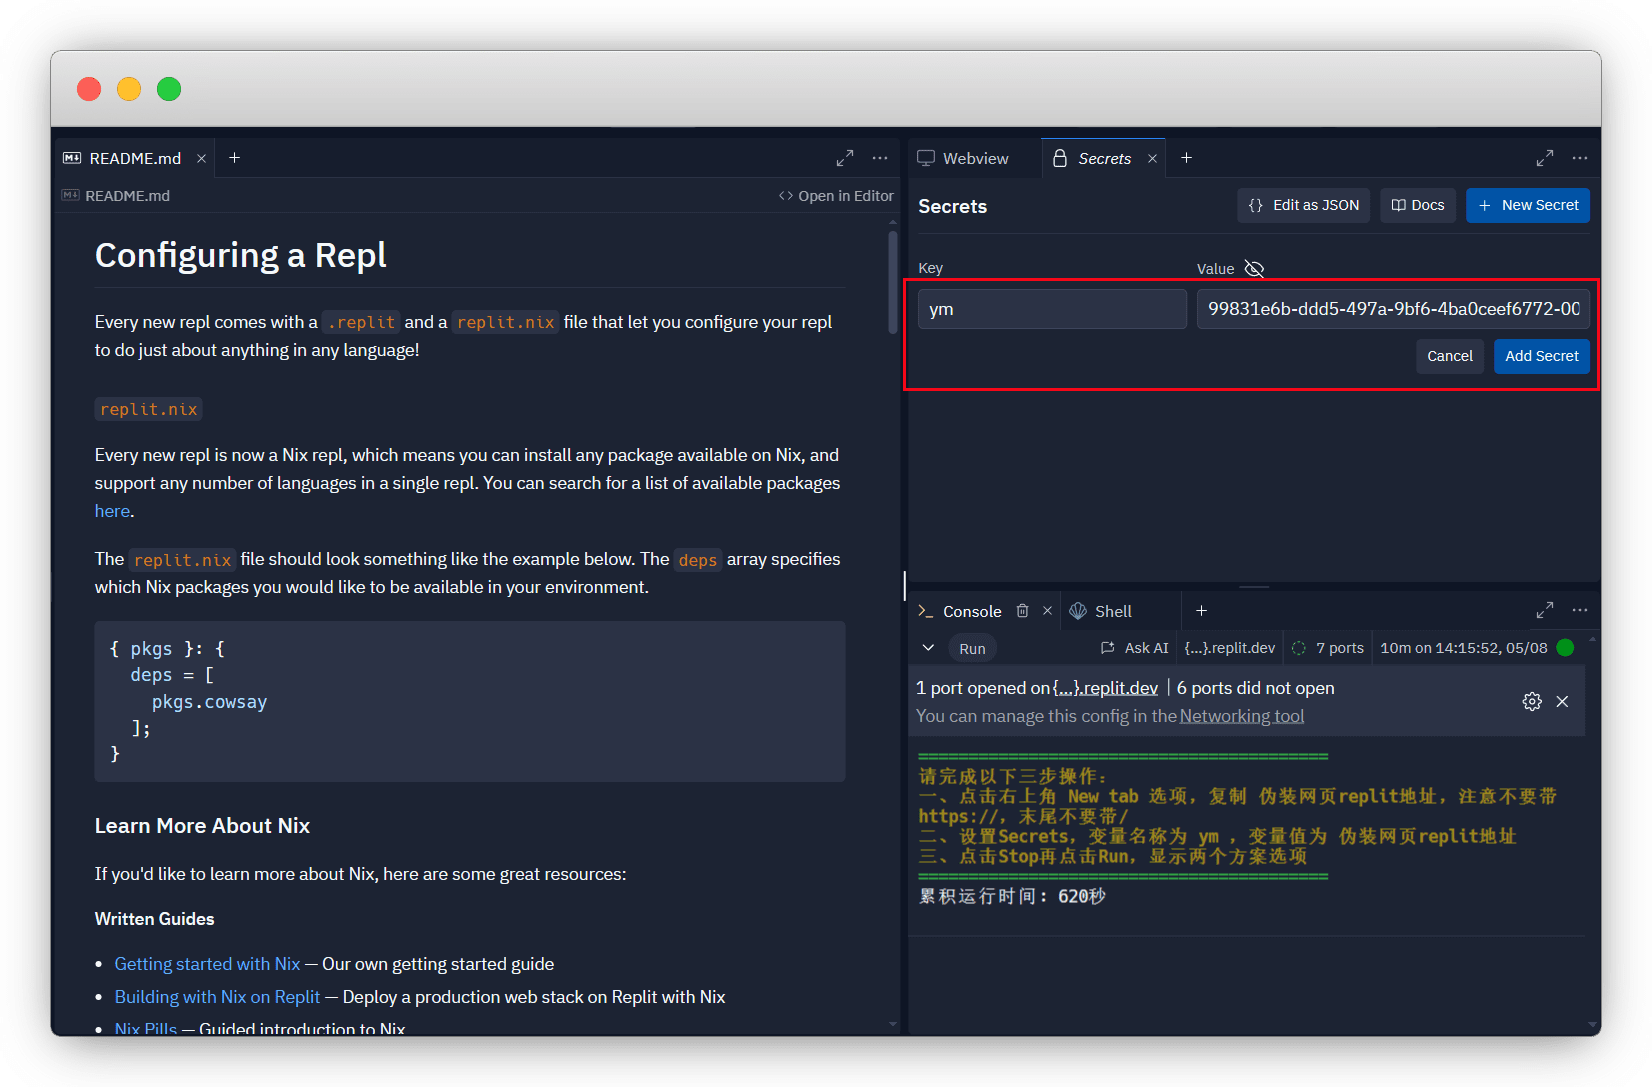 README.md
README.md
Open in Editor
Configuring a Repl
Every new repl comes with a .replit and a replit.nix file that let you configure your repl
to do just about anything in any language!
replit.nix
Every new repl is now a Nix repl, which means you can install any package available on Nix, and
support any number of languages in a single repl. You can search for a list of available packages
here.
The replit.nix file should look something like the example below. The deps array specifies
which Nix packages you would like to be available in your environment.
{ pkgs }: {
deps = [
pkgs.cowsay
];
}
Learn More About Nix
If you'd like to learn more about Nix, here are some great resources:
Written Guides
• Getting started with Nix — Our own getting started guide
• Building with Nix on Replit — Deploy a production web stack on Replit with Nix
• Nix Pills — Guided introduction to Nix
Webview
Secrets
Secrets
{} Edit as JSON
Docs
+ New Secret
Key
Value
ym
99831e6b-ddd5-497a-9bf6-4ba0ceef6772-00
Cancel
Add Secret
Console
Shell
Run
Ask AI
{...}.replit.dev
7 ports
10m on 14:15:52, 05/08
1 port opened on {...}.replit.dev | 6 ports did not open
You can manage this config in the Networking tool
=========================================
请完成以下三步操作：
一、点击右上角 New tab 选项，复制 伪装网页replit地址，注意不要带
https://，末尾不要带/
二、设置Secrets，变量名称为 ym ，变量值为 伪装网页replit地址
三、点击Stop再点击Run，显示两个方案选项
=========================================
累积运行时间: 620秒